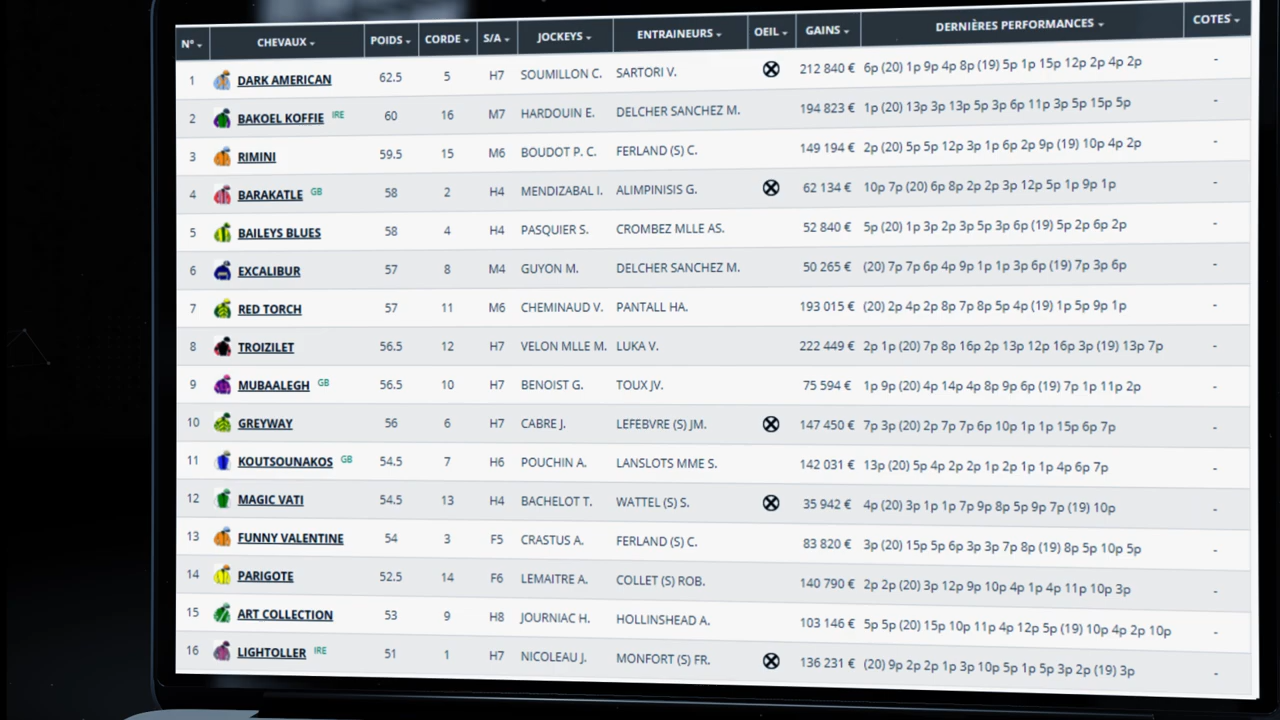 N° CHEVAUX POIDS CORDE S/A JOCKEYS ENTRAINEURS OEIL GAINS DERNIÈRES PERFORMANCES COTES
1 DARK AMERICAN 62.5 5 H7 SOUMILLON C. SARTORI V. 212 840 € 6p (20) 1p 9p 4p 8p (19) 5p 1p 15p 12p 2p 4p 2p -
2 BAKOEL KOFFIE IRE 60 16 M7 HARDOUIN E. DELCHER SANCHEZ M. 194 823 € 1p (20) 13p 3p 13p 5p 3p 6p 11p 3p 5p 15p 5p -
3 RIMINI 59.5 15 M6 BOUDOT P. C. FERLAND (S) C. 149 194 € 2p (20) 5p 5p 12p 3p 1p 6p 2p 9p (19) 10p 4p 2p -
4 BARAKATLE GB 58 2 H4 MENDIZABAL I. ALIMPINISIS G. 62 134 € 10p 7p (20) 6p 8p 2p 2p 3p 12p 5p 1p 9p 1p -
5 BAILEYS BLUES 58 4 H4 PASQUIER S. CROMBEZ MLLE AS. 52 840 € 5p (20) 1p 3p 2p 3p 5p 3p 6p (19) 5p 2p 6p 2p -
6 EXCALIBUR 57 8 M4 GUYON M. DELCHER SANCHEZ M. 50 265 € (20) 7p 7p 6p 4p 9p 1p 1p 3p 6p (19) 7p 3p 6p -
7 RED TORCH 57 11 M6 CHEMINAUD V. PANTALL HA. 193 015 € (20) 2p 4p 2p 8p 7p 8p 5p 4p (19) 1p 5p 9p 1p -
8 TROIZILET 56.5 12 H7 VELON MLLE M. LUKA V. 222 449 € 2p 1p (20) 7p 8p 16p 2p 13p 12p 16p 3p (19) 13p 7p -
9 MUBAALEGH GB 56.5 10 H7 BENOIST G. TOUX JV. 75 594 € 1p 9p (20) 4p 14p 4p 8p 9p 6p (19) 7p 1p 11p 2p -
10 GREYWAY 56 6 H7 CABRE J. LEFEBVRE (S) JM. 147 450 € 7p 3p (20) 2p 7p 7p 6p 10p 1p 1p 15p 6p 7p -
11 KOUTSOUNAKOS GB 54.5 7 H6 POUCHIN A. LANSLOTS MME S. 142 031 € 13p (20) 5p 4p 2p 2p 1p 2p 1p 1p 4p 6p 7p -
12 MAGIC VATI 54.5 13 H4 BACHELOT T. WATTEL (S) S. 35 942 € 4p (20) 3p 1p 1p 7p 9p 8p 5p 9p 7p (19) 10p -
13 FUNNY VALENTINE 54 3 F5 CRASTUS A. FERLAND (S) C. 83 820 € 3p (20) 15p 5p 6p 3p 3p 7p 8p (19) 8p 5p 10p 5p -
14 PARIGOTE 52.5 14 F6 LEMAITRE A. COLLET (S) ROB. 140 790 € 2p 2p (20) 3p 12p 9p 10p 4p 1p 4p 11p 10p 3p -
15 ART COLLECTION 53 9 H8 JOURNIAC H. HOLLINSHEAD A. 103 146 € 5p 5p (20) 15p 10p 11p 4p 12p 5p (19) 10p 4p 2p 10p -
16 LIGHTOLLER IRE 51 1 H7 NICOLEAU J. MONFORT (S) FR. 136 231 € (20) 9p 2p 2p 1p 3p 10p 5p 1p 5p 3p 2p (19) 3p -